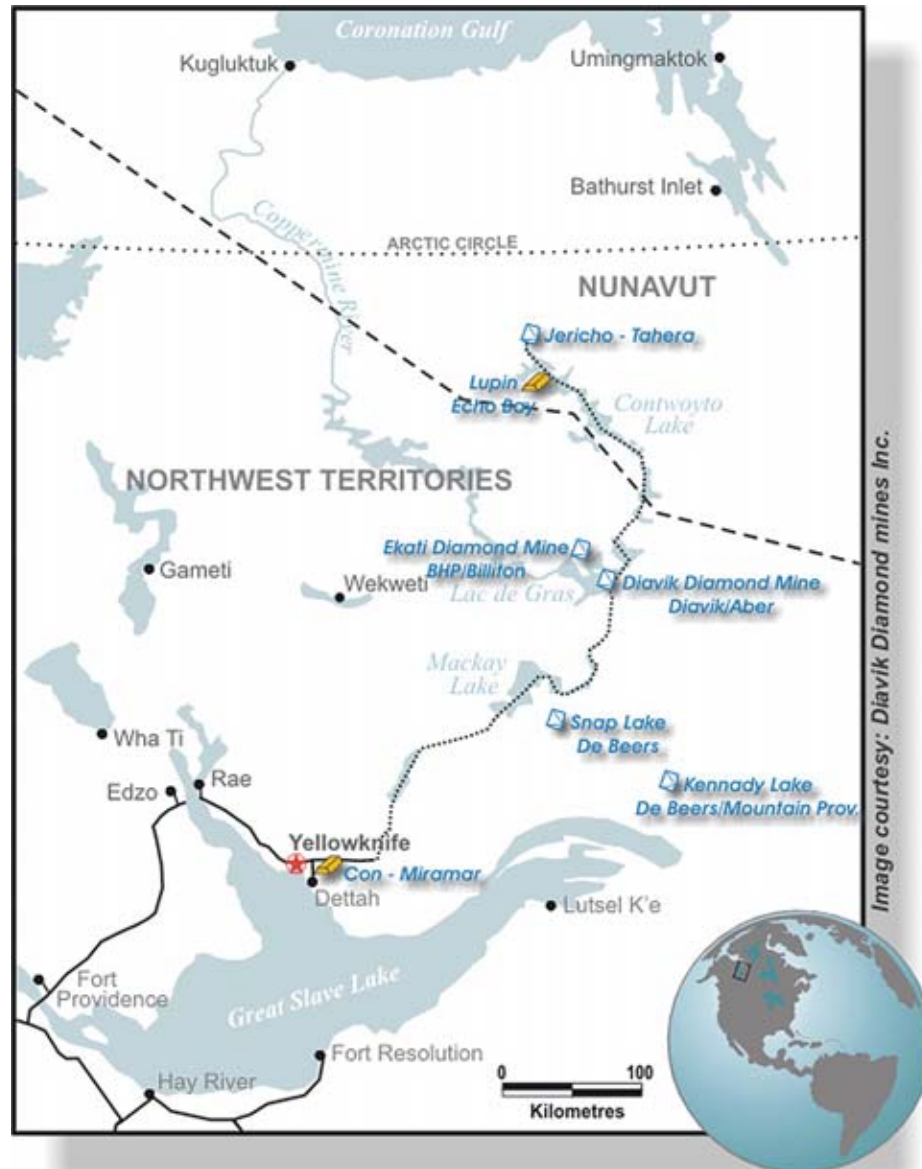 Coronation Gulf
Kugluktuk
Umingmaktok
Bathurst Inlet
Coppermine River
ARCTIC CIRCLE
NUNAVUT
Jericho - Tahera
Lupin
Echo Bay
Contwoyto
Lake
NORTHWEST TERRITORIES
Ekati Diamond Mine
BHP/Billiton
Gameti
Wekweti
Lac de Gras
Diavik Diamond Mine
Diavik/Aber
Mackay
Lake
Snap Lake
De Beers
Wha Ti
Rae
Edzo
Kennady Lake
De Beers/Mountain Prov.
Yellowknife
Con - Miramar
Dettah
Lutsel K'e
Fort
Providence
Great Slave Lake
Fort Resolution
Hay River
0 100
Kilometres
Image courtesy: Diavik Diamond mines Inc.